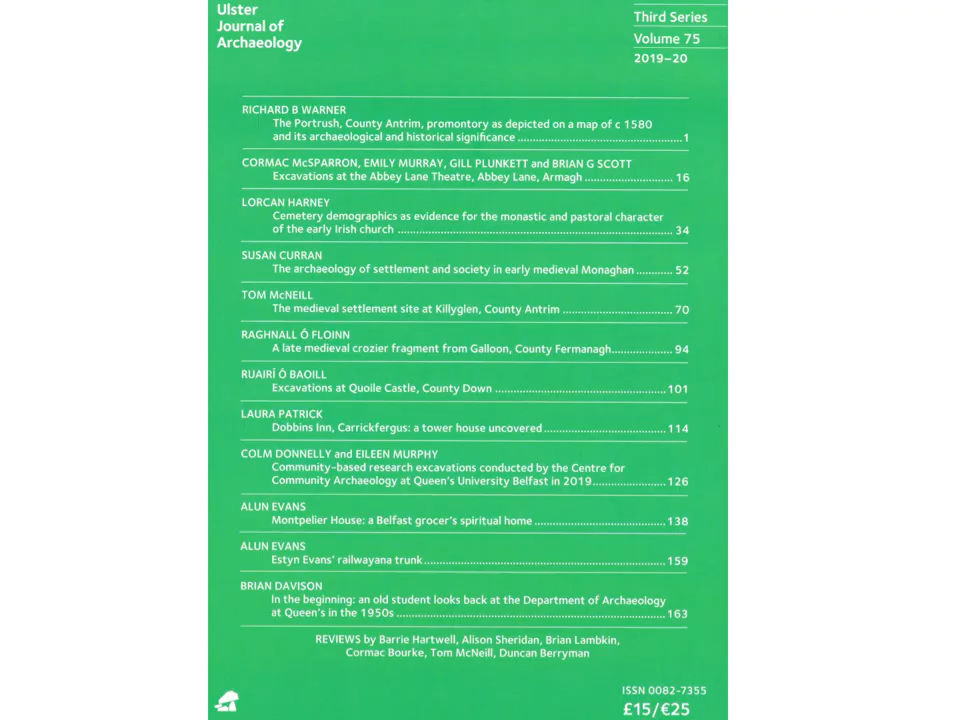 Ulster
Journal of
Archaeology
Third Series
Volume 75
2019–20
RICHARD B WARNER
The Portrush, County Antrim, promontory as depicted on a map of c 1580
and its archaeological and historical significance ........................................................ 1
CORMAC McSPARRON, EMILY MURRAY, GILL PLUNKETT and BRIAN G SCOTT
Excavations at the Abbey Lane Theatre, Abbey Lane, Armagh ............................. 16
LORCAN HARNEY
Cemetery demographics as evidence for the monastic and pastoral character
of the early Irish church ........................................................................................... 34
SUSAN CURRAN
The archaeology of settlement and society in early medieval Monaghan ............ 52
TOM McNEILL
The medieval settlement site at Killyglen, County Antrim .................................... 70
RAGHNALL Ó FLOINN
A late medieval crozier fragment from Galloon, County Fermanagh.................... 94
RUAIRÍ Ó BAOILL
Excavations at Quoile Castle, County Down ........................................................ 101
LAURA PATRICK
Dobbins Inn, Carrickfergus: a tower house uncovered ........................................ 114
COLM DONNELLY and EILEEN MURPHY
Community-based research excavations conducted by the Centre for
Community Archaeology at Queen's University Belfast in 2019........................ 126
ALUN EVANS
Montpelier House: a Belfast grocer's spiritual home ........................................... 138
ALUN EVANS
Estyn Evans' railwayana trunk ............................................................................... 159
BRIAN DAVISON
In the beginning: an old student looks back at the Department of Archaeology
at Queen's in the 1950s ........................................................................................ 163
REVIEWS by Barrie Hartwell, Alison Sheridan, Brian Lambkin,
Cormac Bourke, Tom McNeill, Duncan Berryman
ISSN 0082-7355
£15/€25